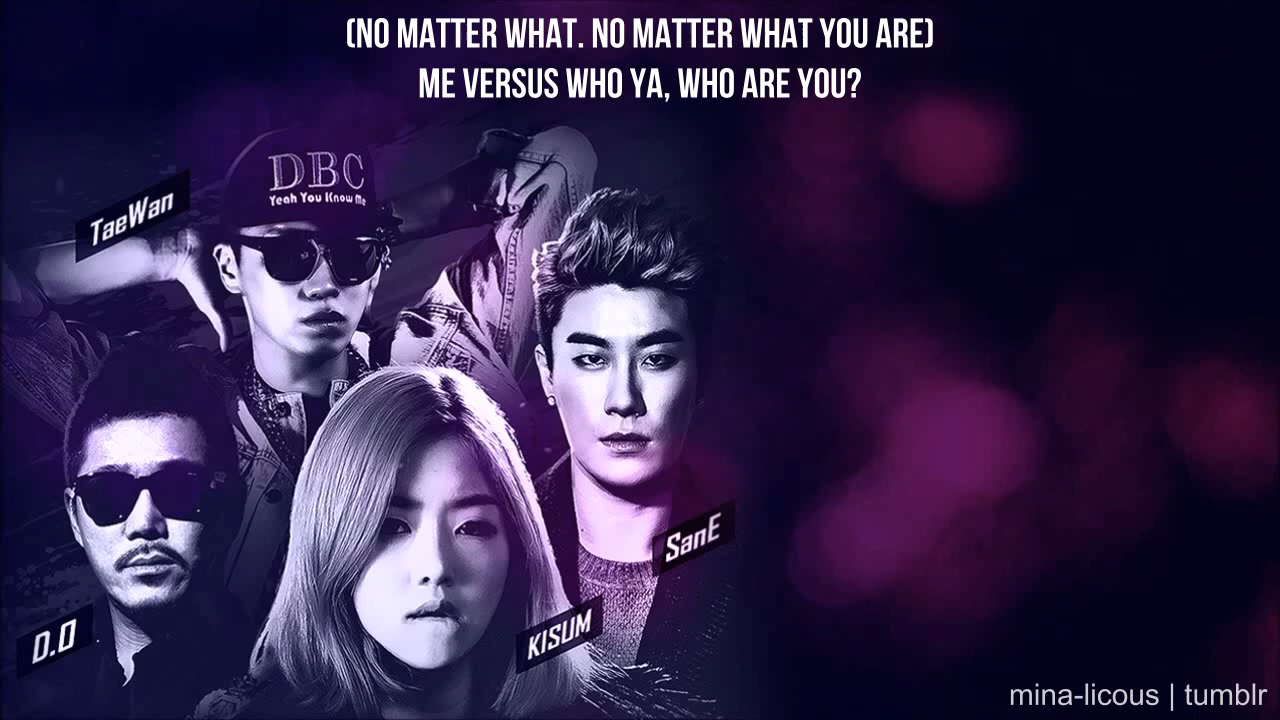 (NO MATTER WHAT. NO MATTER WHAT YOU ARE)
ME VERSUS WHO YA, WHO ARE YOU?
DBC
Yeah You Know Me
TaeWan
SanE
KISUM
D.O
mina-licous | tumblr